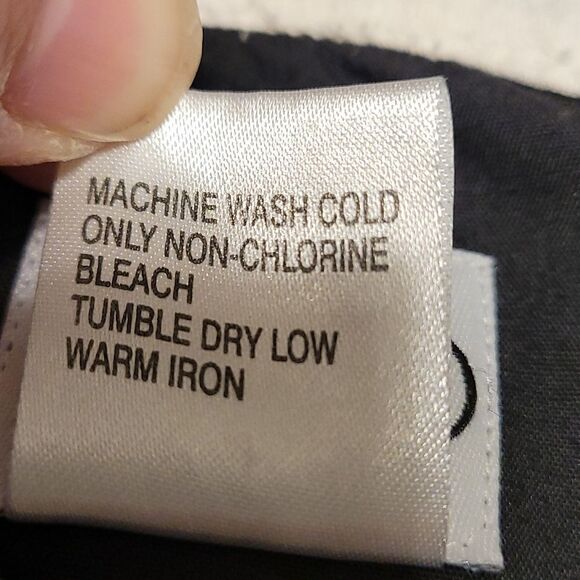 MACHINE WASH COLD
ONLY NON-CHLORINE
BLEACH
TUMBLE DRY LOW
WARM IRON